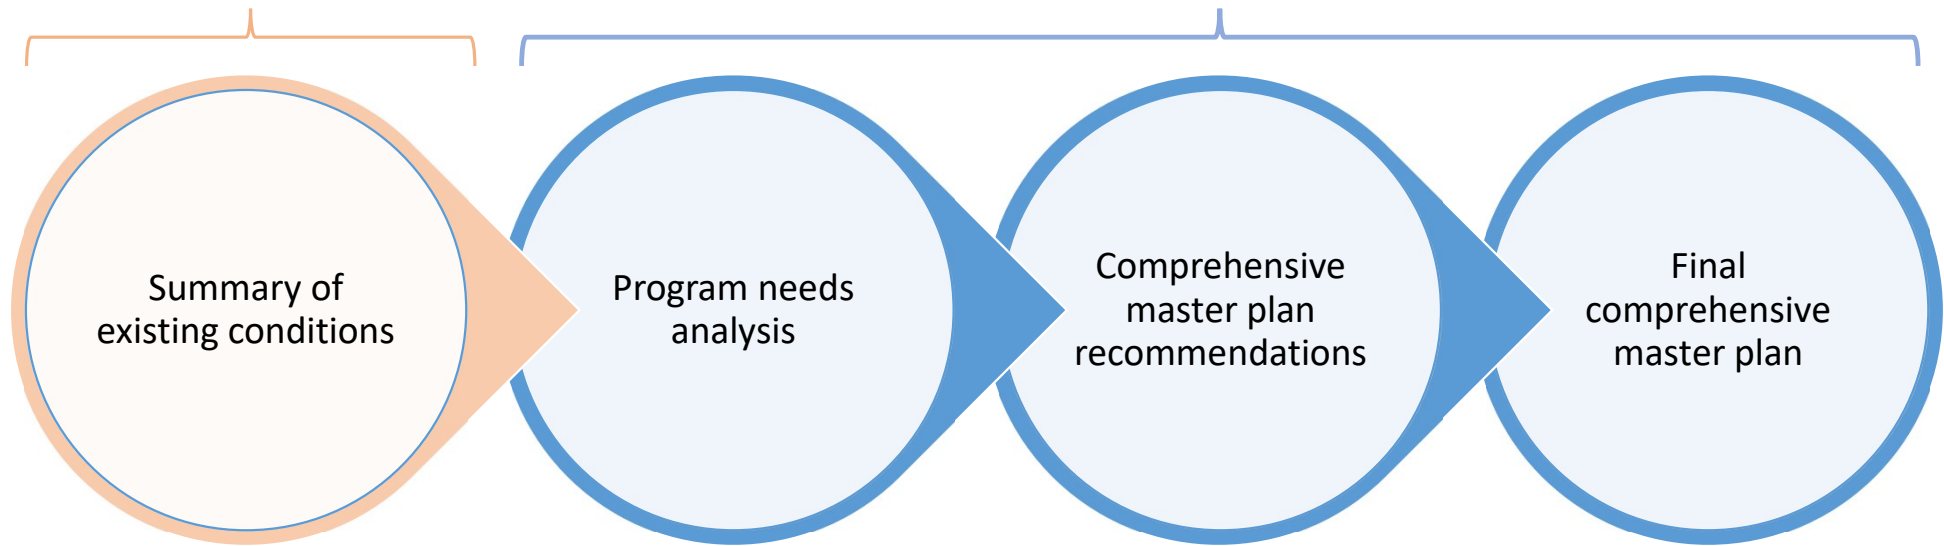 Summary of
existing conditions
Program needs
analysis
Comprehensive
master plan
recommendations
Final
comprehensive
master plan